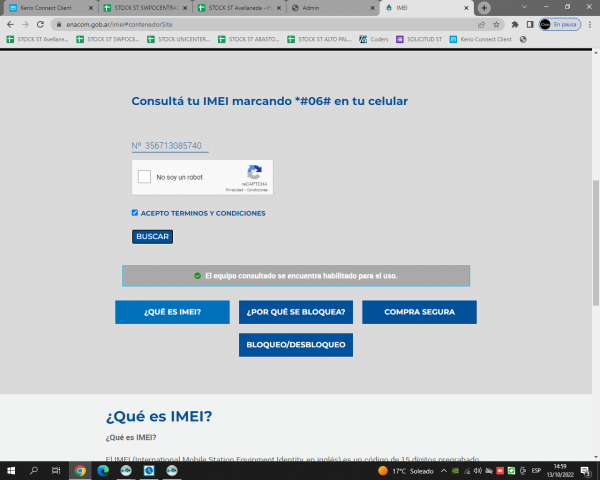 Kerio Connect Client
STOCK ST SWPOCENTRA
STOCK ST Avellaneda -
Admin
IMEI
enacom.gob.ar/imei#contenedorSite
En pausa
STOCK ST Avellane...
STOCK ST SWPOCE...
STOCK UNICENTER...
STOCK ST ABASTO...
STOCK ST ALTO PAL...
Coders
SOLICITUD ST
Kerio Connect Client
Consultá tu IMEI marcando *#06# en tu celular
Nº 356713085740
No soy un robot
reCAPTCHA
Privacidad - Condiciones
ACEPTO TERMINOS Y CONDICIONES
BUSCAR
El equipo consultado se encuentra habilitado para el uso.
¿QUÉ ES IMEI?
¿POR QUÉ SE BLOQUEA?
COMPRA SEGURA
BLOQUEO/DESBLOQUEO
¿Qué es IMEI?
¿Qué es IMEI?
El IMEI (International Mobile Station Equipment Identity, en inglés) es un código de 15 dígitos pregrabado
17°C Soleado
ESP
14:59
13/10/2022